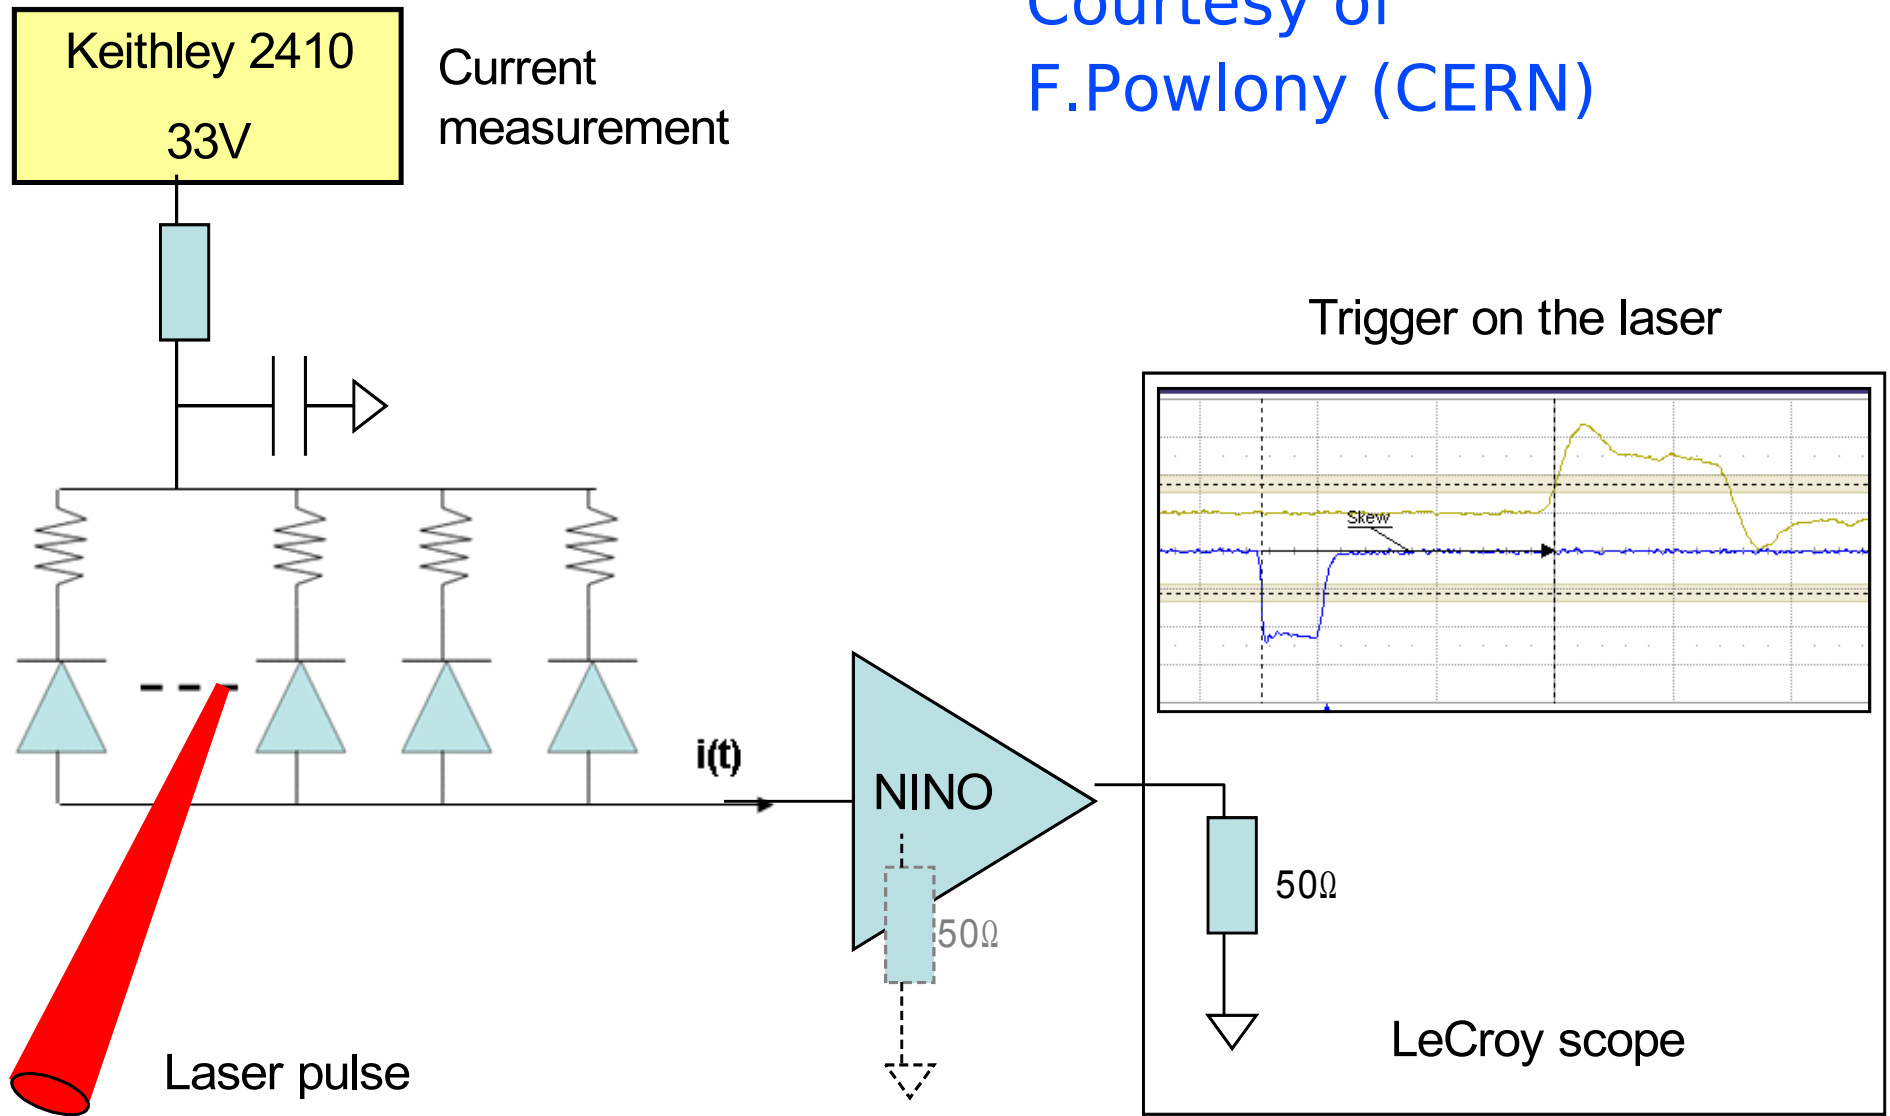 Courtesy of
F.Powlony (CERN)
Keithley 2410
33V
Current
measurement
Trigger on the laser
Skew
i(t)
NINO
50Ω
50Ω
LeCroy scope
Laser pulse